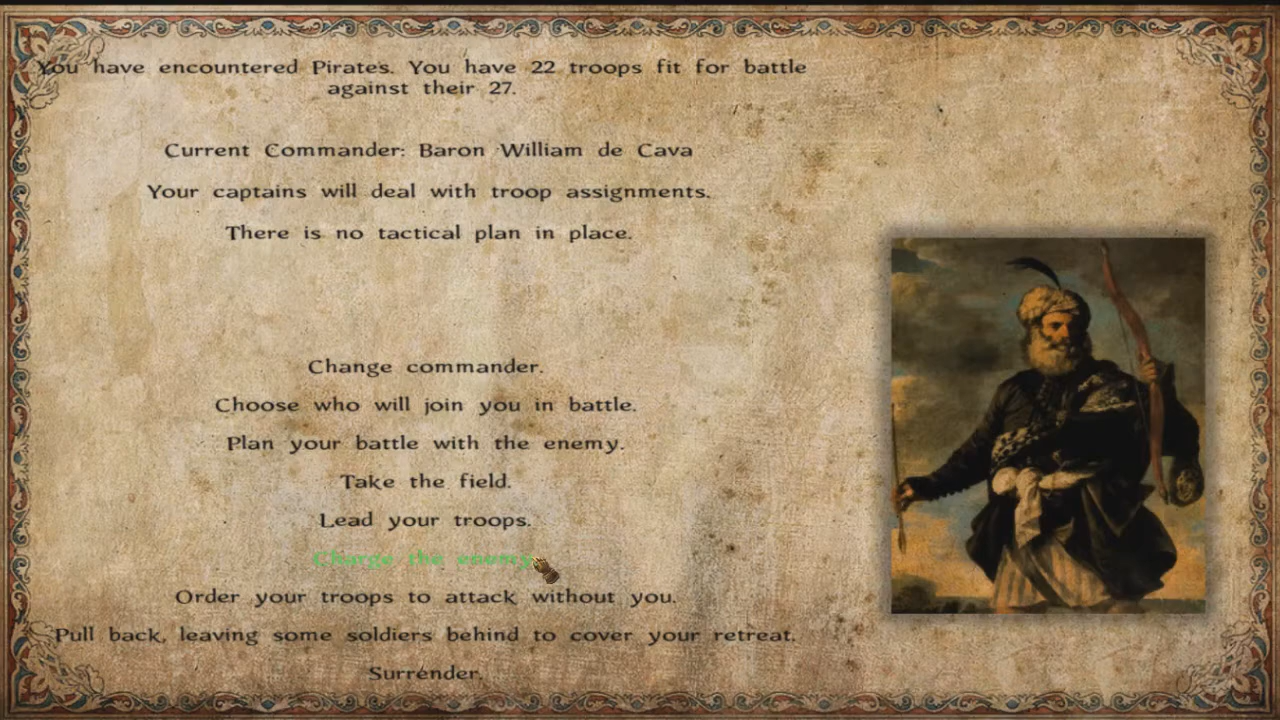 You have encountered Pirates. You have 22 troops fit for battle
against their 27.
Current Commander: Baron William de Cava
Your captains will deal with troop assignments.
There is no tactical plan in place.
Change commander.
Choose who will join you in battle.
Plan your battle with the enemy.
Take the field.
Lead your troops.
Charge the enemy
Order your troops to attack without you.
Pull back, leaving some soldiers behind to cover your retreat.
Surrender.